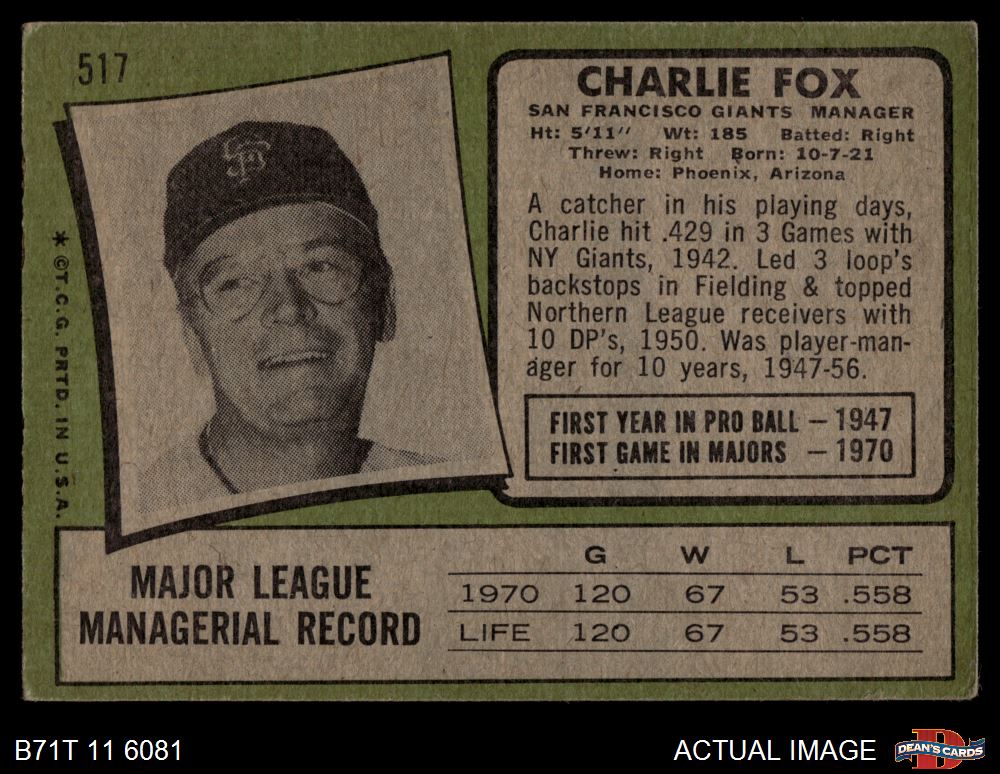 517
CHARLIE FOX
SAN FRANCISCO GIANTS MANAGER
Ht: 5'11" Wt: 185 Batted: Right
Threw: Right Born: 10-7-21
Home: Phoenix, Arizona
A catcher in his playing days,
Charlie hit .429 in 3 Games with
NY Giants, 1942. Led 3 loop's
backstops in Fielding & topped
Northern League receivers with
10 DP's, 1950. Was player-man-
ager for 10 years, 1947-56.
FIRST YEAR IN PRO BALL – 1947
FIRST GAME IN MAJORS – 1970
SF
* ©T.C.G. PRTD. IN U.S.A.
MAJOR LEAGUE
MANAGERIAL RECORD
G W L PCT
1970 120 67 53 .558
LIFE 120 67 53 .558
B71T 11 6081
ACTUAL IMAGE
D
DEAN'S CARDS